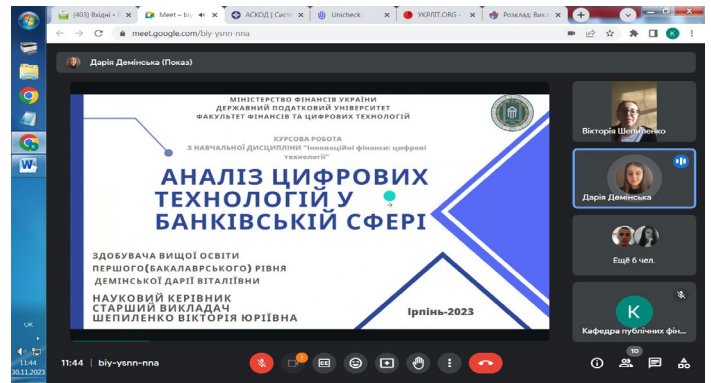 (403) Вхідні •
Meet – biy
АСКОД | Сист
Unicheck
УКРЛІТ.ORG -
Розклад: Викл
meet.google.com/biy-ysnn-nna
K
Дарія Демінська (Показ)
МІНІСТЕРСТВО ФІНАНСІВ УКРАЇНИ
ДЕРЖАВНИЙ ПОДАТКОВИЙ УНІВЕРСИТЕТ
ФАКУЛЬТЕТ ФІНАНСІВ ТА ЦИФРОВИХ ТЕХНОЛОГІЙ
КУРСОВА РОБОТА
З НАВЧАЛЬНОЇ ДИСЦИПЛІНИ "Інноваційні фінанси: цифрові
технології"
АНАЛІЗ ЦИФРОВИХ
ТЕХНОЛОГІЙ У
БАНКІВСЬКІЙ СФЕРІ
ЗДОБУВАЧА ВИЩОЇ ОСВІТИ
ПЕРШОГО(БАКАЛАВРСЬКОГО) РІВНЯ
ДЕМІНСЬКОЇ ДАРІЇ ВІТАЛІЇВНИ
НАУКОВИЙ КЕРІВНИК
СТАРШИЙ ВИКЛАДАЧ
ШЕПИЛЕНКО ВІКТОРІЯ ЮРІЇВНА
Ірпінь-2023
Вікторія Шепиленко
Дарія Демінська
Ещё 6 чел.
K
Кафедра публічних фін...
UK
11:44
30.11.2023
11:44 | biy-ysnn-nna
10